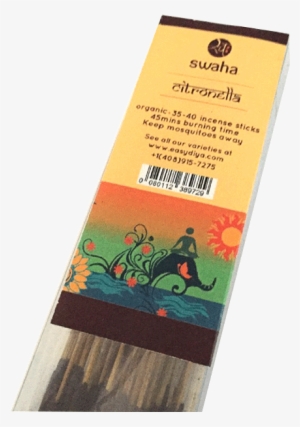 swaha
citronella
organic- 35-40 incense sticks
45mins burning time
Keep mosquitoes away
See all our varieties at
www.easydiya.com
+1(408)915-7275